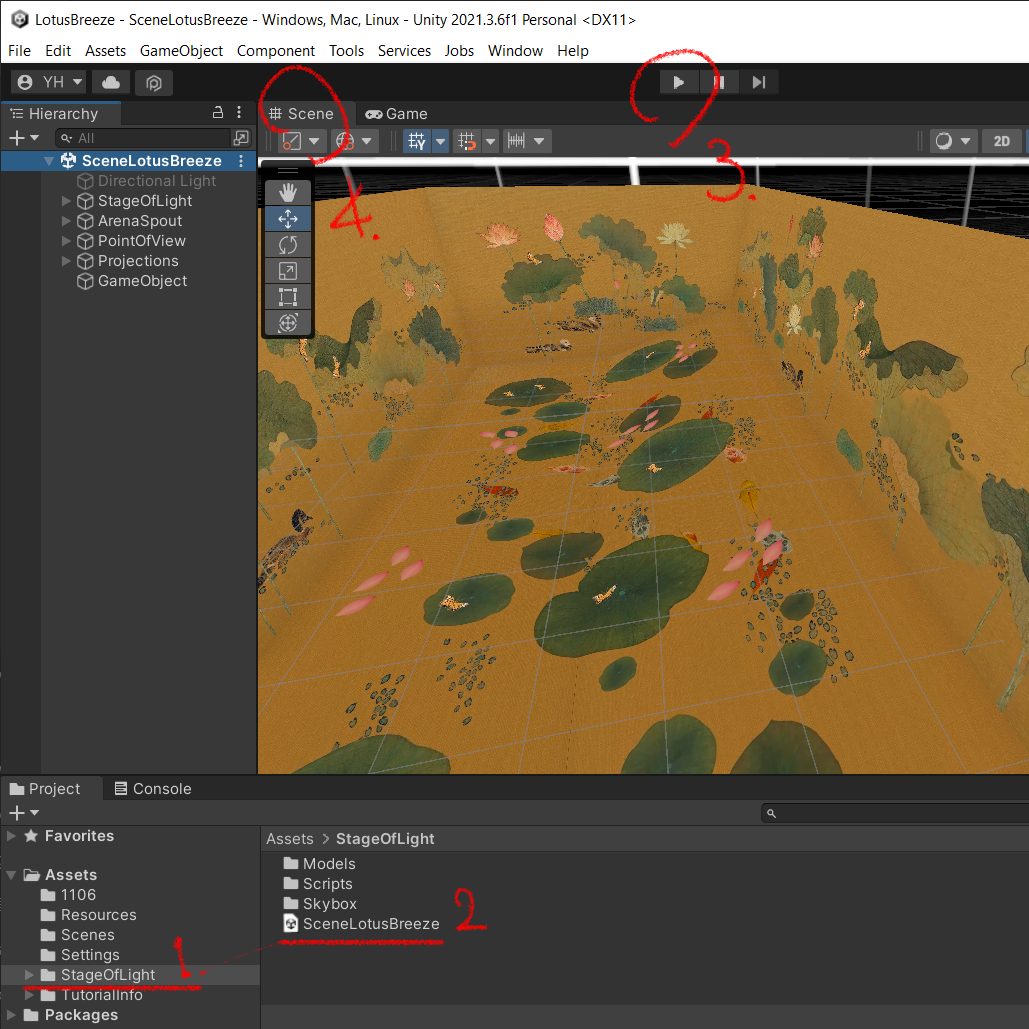 LotusBreeze - SceneLotusBreeze - Windows, Mac, Linux - Unity 2021.3.6f1 Personal <DX11>
File Edit Assets GameObject Component Tools Services Jobs Window Help
YH
Hierarchy
Scene
Game
All
2D
SceneLotusBreeze
Directional Light
StageOfLight
ArenaSpout
PointOfView
Projections
GameObject
3.
4.
Project
Console
Favorites
Assets
1106
Resources
Scenes
Settings
StageOfLight
TutorialInfo
Packages
1
Assets > StageOfLight
Models
Scripts
Skybox
SceneLotusBreeze
2